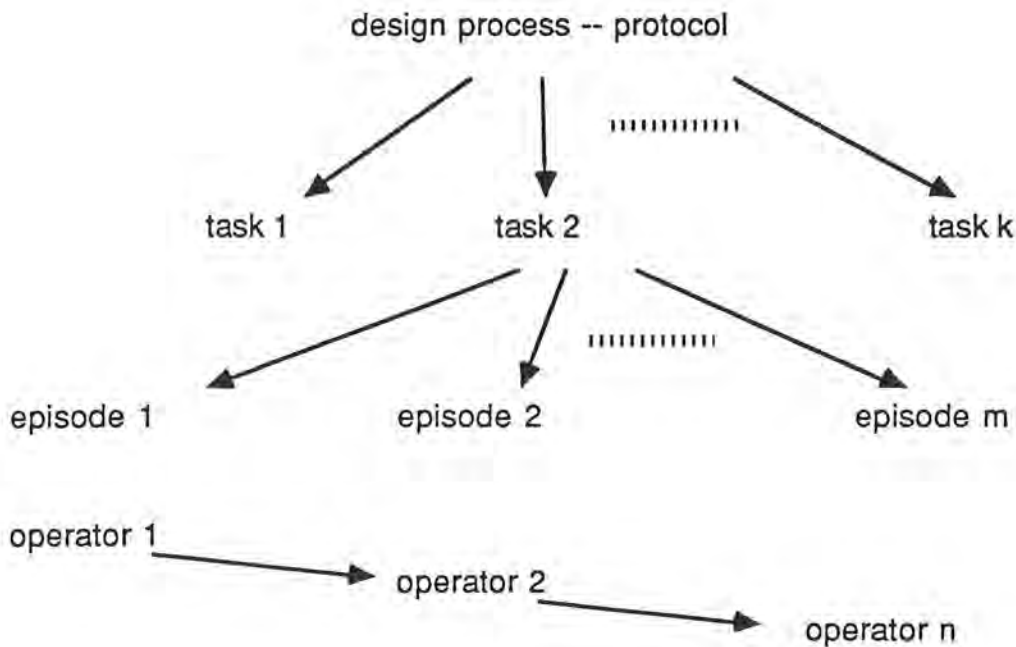 design process -- protocol
task 1 task 2 task k
episode 1 episode 2 episode m
operator 1
operator 2
operator n